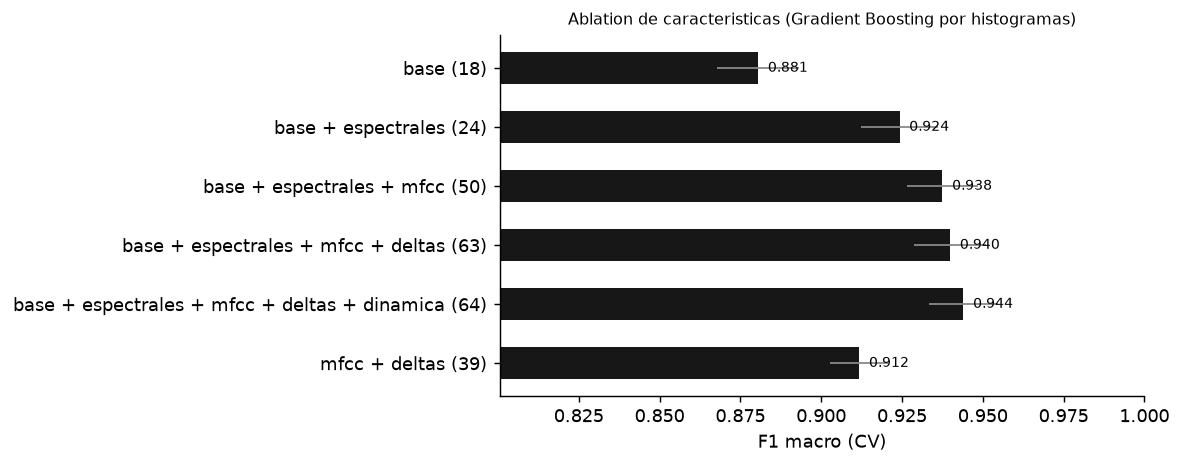 Ablation de caracteristicas (Gradient Boosting por histogramas)
base (18)
0.881
base + espectrales (24)
0.924
base + espectrales + mfcc (50)
0.938
base + espectrales + mfcc + deltas (63)
0.940
base + espectrales + mfcc + deltas + dinamica (64)
0.944
mfcc + deltas (39)
0.912
0.825 0.850 0.875 0.900 0.925 0.950 0.975 1.000
F1 macro (CV)